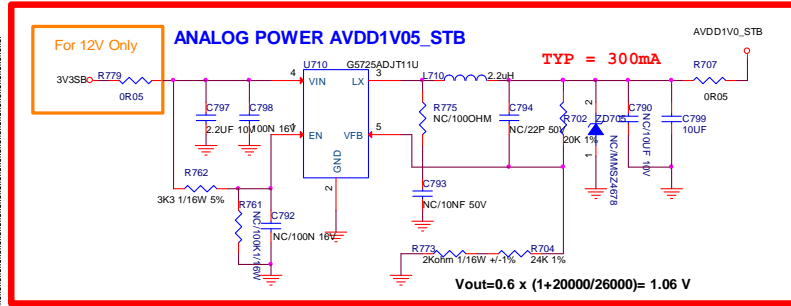 For 12V Only
ANALOG POWER AVDD1V05_STB
AVDD1V0_STB
TYP = 300mA
3V3SB
R779
0R05
U710
G5725ADJT11U
4
VIN
LX
3
L710
2.2uH
R707
0R05
C797
2.2UF 10V
C798
100N 16V
1
EN
VFB
5
GND
2
R775
NC/100OHM
C794
NC/22P 50V
R702
20K 1%
2
ZD705
1
NC/MMSZ4678
C790
NC/10UF 10V
C799
10UF
R762
3K3 1/16W 5%
R761
NC/100K1/16W
C792
NC/100N 16V
C793
NC/10NF 50V
R773
2Kohm 1/16W +/-1%
R704
24K 1%
Vout=0.6 x (1+20000/26000)= 1.06 V